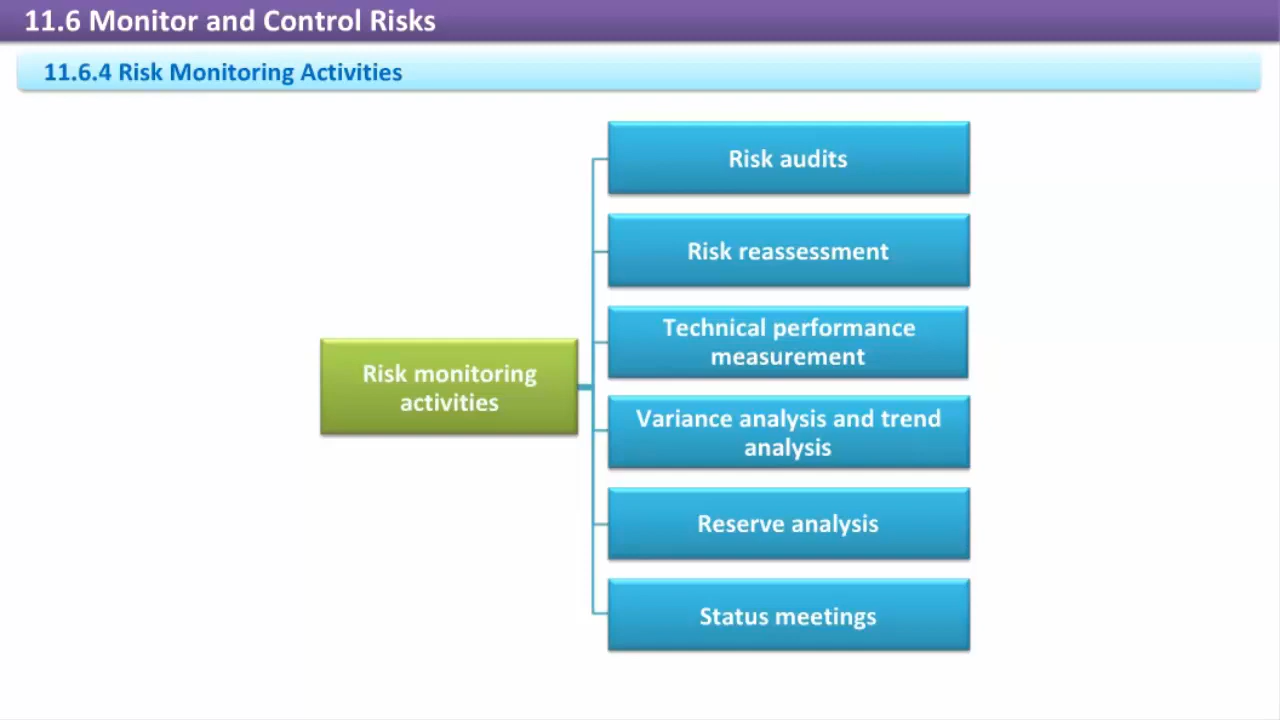 11.6 Monitor and Control Risks
11.6.4 Risk Monitoring Activities
Risk monitoring
activities
Risk audits
Risk reassessment
Technical performance
measurement
Variance analysis and trend
analysis
Reserve analysis
Status meetings